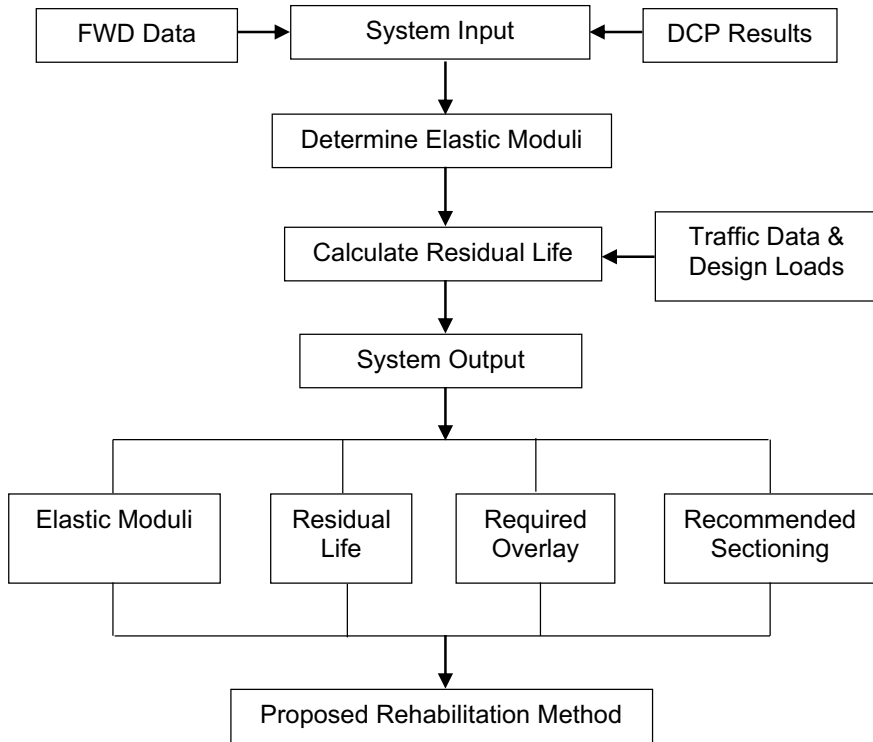 FWD Data
System Input
DCP Results
Determine Elastic Moduli
Calculate Residual Life
Traffic Data &
Design Loads
System Output
Elastic Moduli
Residual
Life
Required
Overlay
Recommended
Sectioning
Proposed Rehabilitation Method